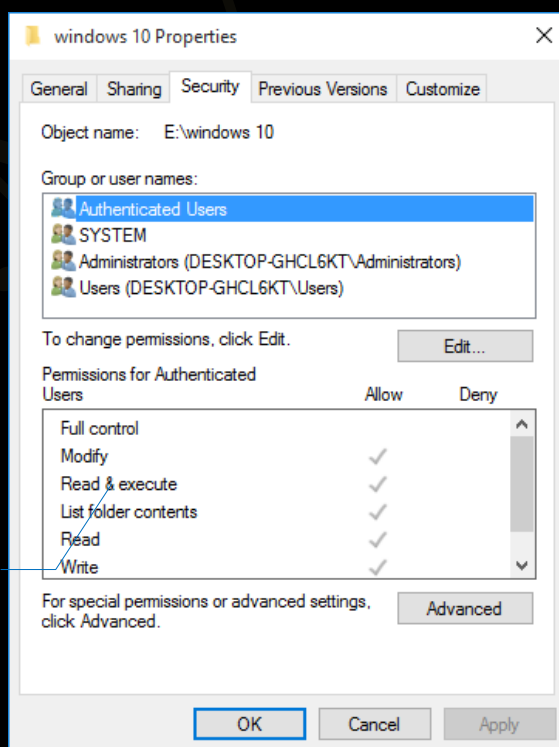 windows 10 Properties
General Sharing Security Previous Versions Customize
Object name: E:\windows 10
Group or user names:
Authenticated Users
SYSTEM
Administrators (DESKTOP-GHCL6KT\Administrators)
Users (DESKTOP-GHCL6KT\Users)
To change permissions, click Edit.
Edit...
Permissions for Authenticated
Users Allow Deny
Full control
Modify
Read & execute
List folder contents
Read
Write
For special permissions or advanced settings,
click Advanced.
Advanced
OK Cancel Apply